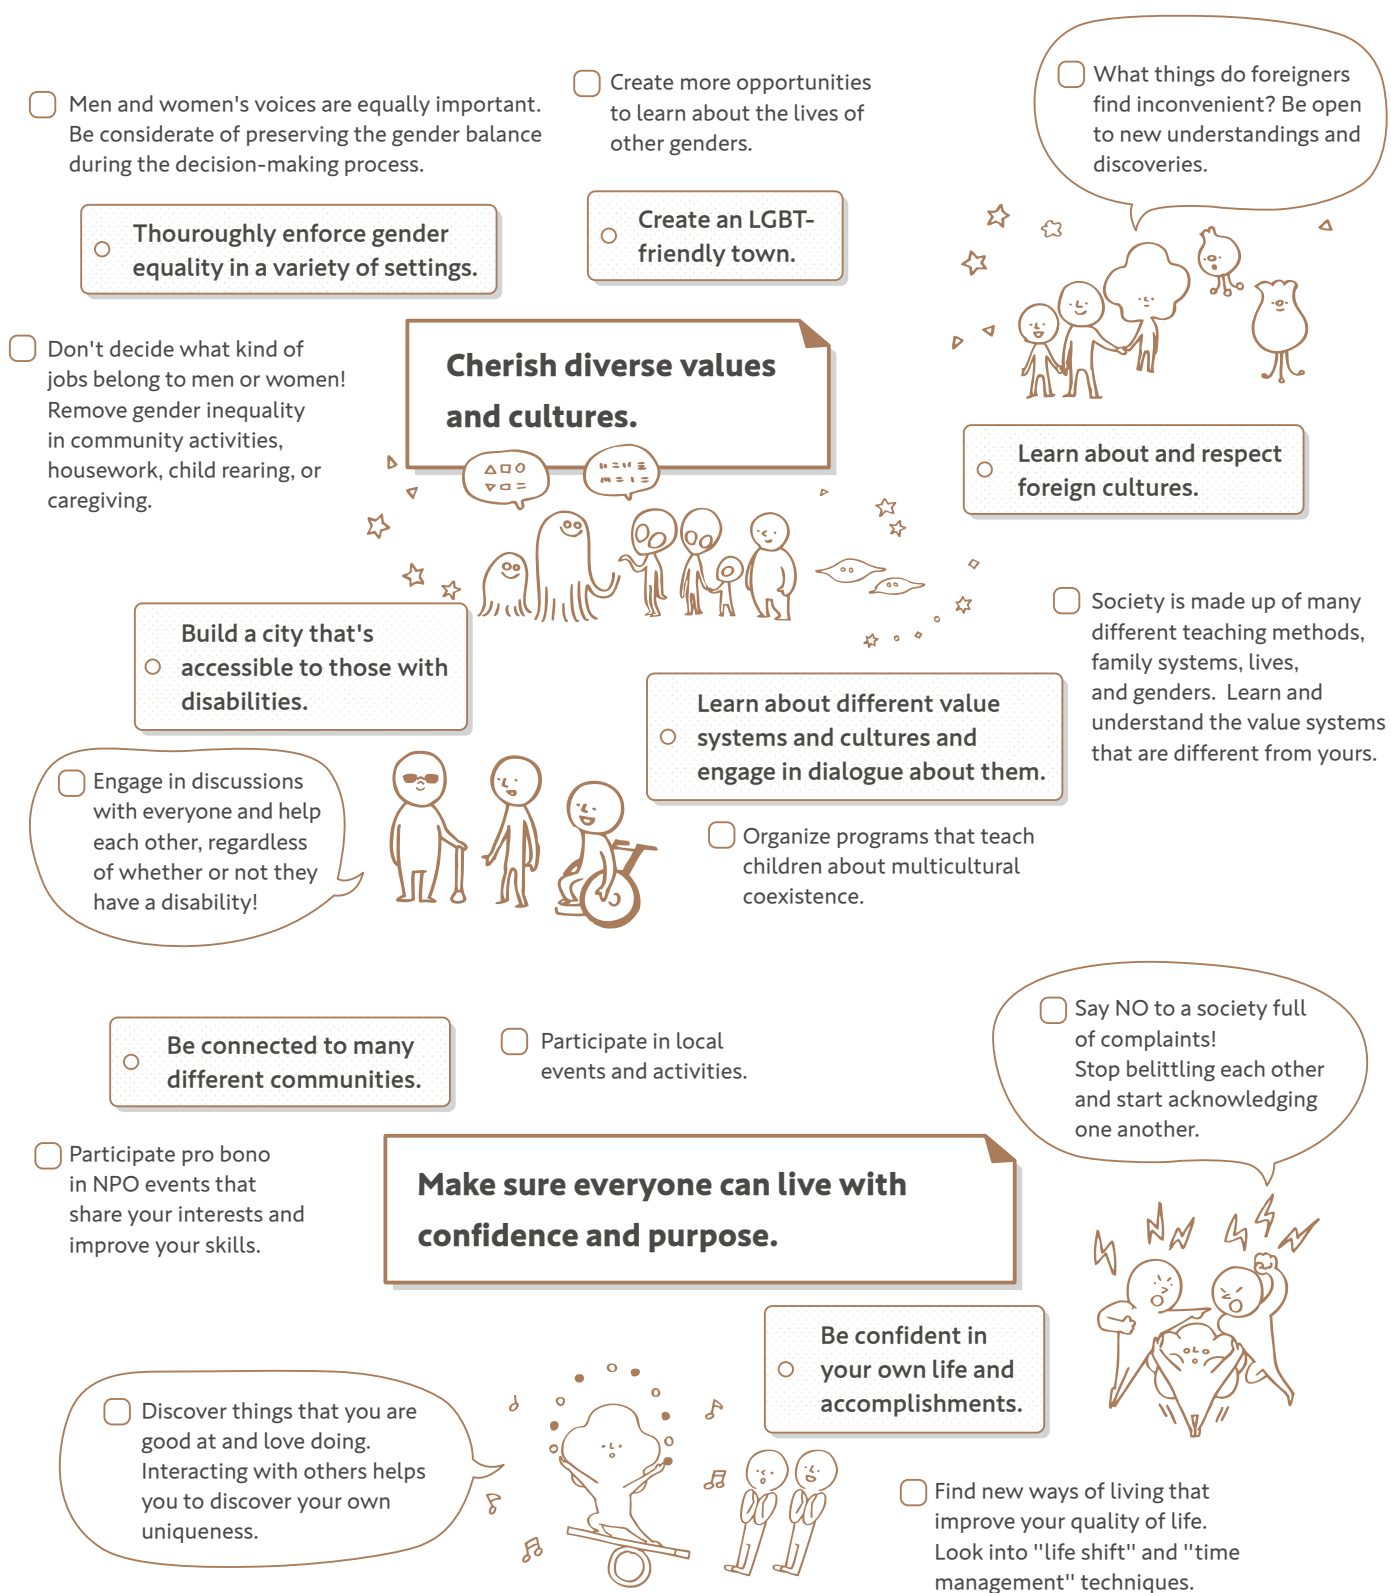 Men and women's voices are equally important.
Be considerate of preserving the gender balance
during the decision-making process.
Create more opportunities
to learn about the lives of
other genders.
What things do foreigners
find inconvenient? Be open
to new understandings and
discoveries.
Thouroughly enforce gender
equality in a variety of settings.
Create an LGBT-
friendly town.
Don't decide what kind of
jobs belong to men or women!
Remove gender inequality
in community activities,
housework, child rearing, or
caregiving.
Cherish diverse values
and cultures.
Learn about and respect
foreign cultures.
Build a city that's
accessible to those with
disabilities.
Society is made up of many
different teaching methods,
family systems, lives,
and genders. Learn and
understand the value systems
that are different from yours.
Learn about different value
systems and cultures and
engage in dialogue about them.
Engage in discussions
with everyone and help
each other, regardless
of whether or not they
have a disability!
Organize programs that teach
children about multicultural
coexistence.
Say NO to a society full
of complaints!
Stop belittling each other
and start acknowledging
one another.
Be connected to many
different communities.
Participate in local
events and activities.
Participate pro bono
in NPO events that
share your interests and
improve your skills.
Make sure everyone can live with
confidence and purpose.
Be confident in
your own life and
accomplishments.
Discover things that you are
good at and love doing.
Interacting with others helps
you to discover your own
uniqueness.
Find new ways of living that
improve your quality of life.
Look into "life shift" and "time
management" techniques.